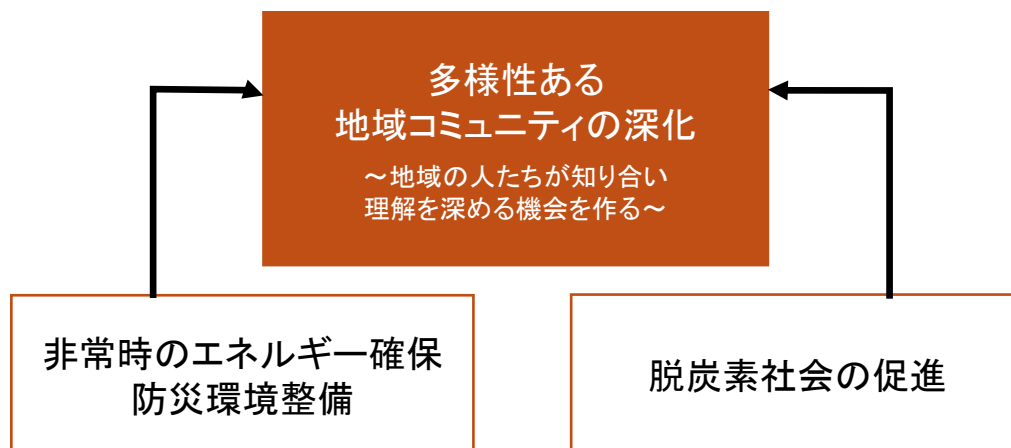 多様性ある
地域コミュニティの深化
～地域の人たちが知り合い
理解を深める機会を作る～
非常時のエネルギー確保
防災環境整備
脱炭素社会の促進